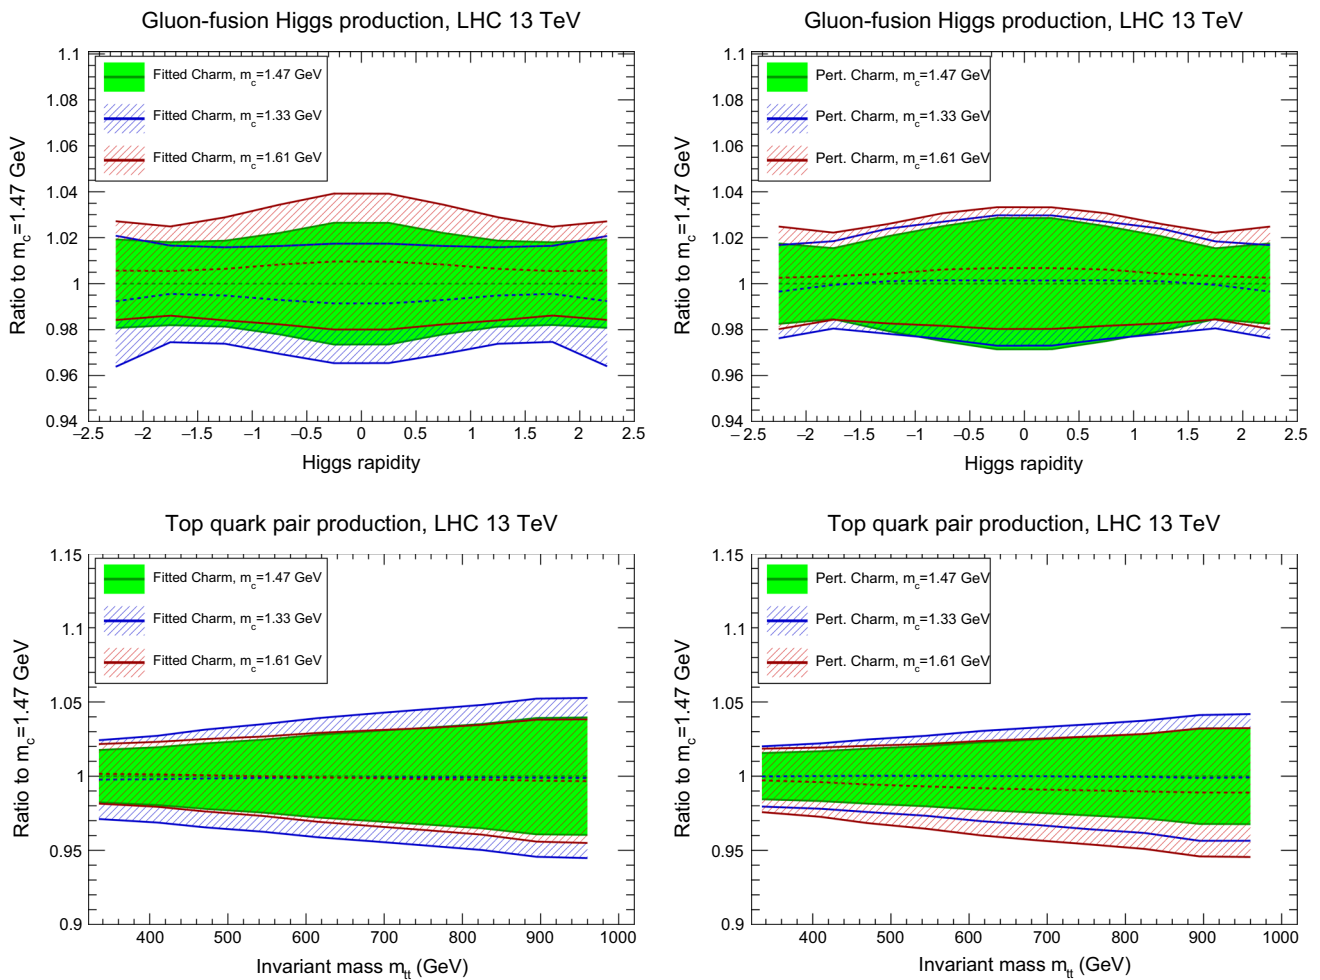 Gluon-fusion Higgs production, LHC 13 TeV
Ratio to m_c=1.47 GeV
1.1
1.08
1.06
1.04
1.02
1
0.98
0.96
0.94
Fitted Charm, m_c=1.47 GeV
Fitted Charm, m_c=1.33 GeV
Fitted Charm, m_c=1.61 GeV
−2.5 −2 −1.5 −1 −0.5 0 0.5 1 1.5 2 2.5
Higgs rapidity
Gluon-fusion Higgs production, LHC 13 TeV
Ratio to m_c=1.47 GeV
1.1
1.08
1.06
1.04
1.02
1
0.98
0.96
0.94
Pert. Charm, m_c=1.47 GeV
Pert. Charm, m_c=1.33 GeV
Pert. Charm, m_c=1.61 GeV
−2.5 −2 −1.5 −1 −0.5 0 0.5 1 1.5 2 2.5
Higgs rapidity
Top quark pair production, LHC 13 TeV
Ratio to m_c=1.47 GeV
1.15
1.1
1.05
1
0.95
0.9
Fitted Charm, m_c=1.47 GeV
Fitted Charm, m_c=1.33 GeV
Fitted Charm, m_c=1.61 GeV
400 500 600 700 800 900 1000
Invariant mass m_tt (GeV)
Top quark pair production, LHC 13 TeV
Ratio to m_c=1.47 GeV
1.15
1.1
1.05
1
0.95
0.9
Pert. Charm, m_c=1.47 GeV
Pert. Charm, m_c=1.33 GeV
Pert. Charm, m_c=1.61 GeV
400 500 600 700 800 900 1000
Invariant mass m_tt (GeV)